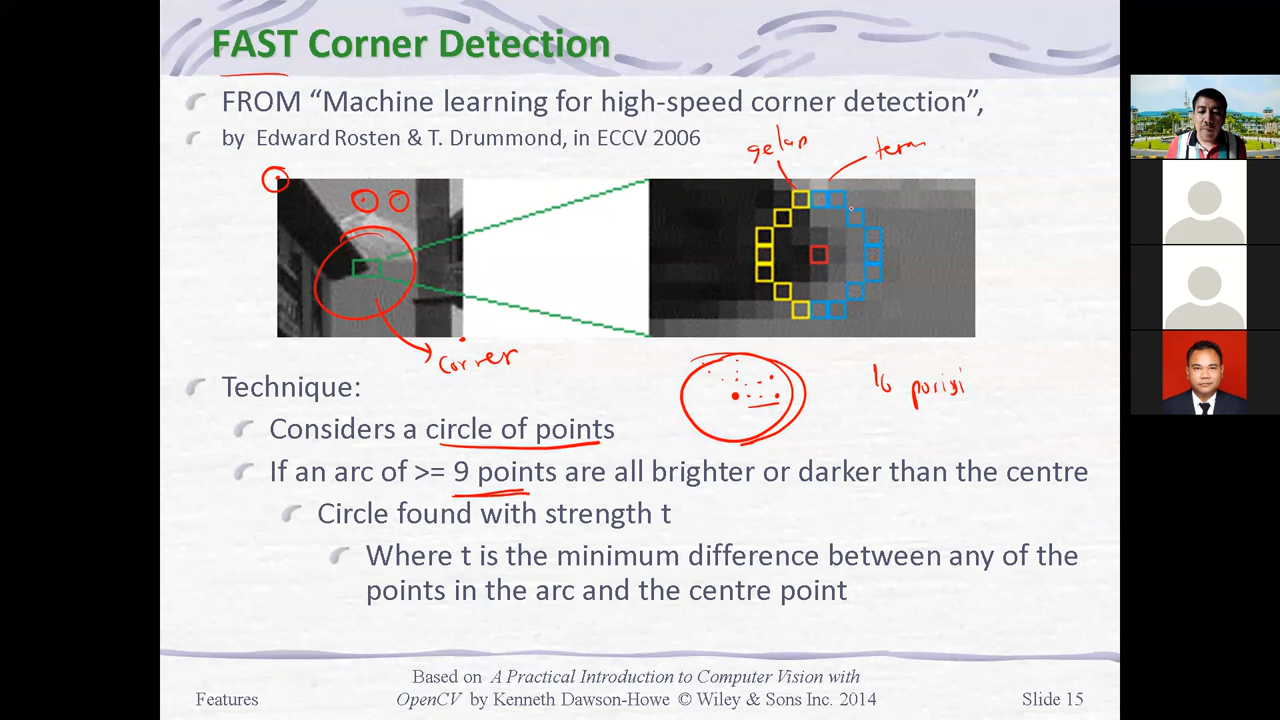 FAST Corner Detection
FROM “Machine learning for high-speed corner detection”,
by Edward Rosten & T. Drummond, in ECCV 2006
gelap
corner
Technique:
16
Considers a circle of points
If an arc of >= 9 points are all brighter or darker than the centre
Circle found with strength t
Where t is the minimum difference between any of the
points in the arc and the centre point
Based on A Practical Introduction to Computer Vision with
Features
OpenCV by Kenneth Dawson-Howe © Wiley & Sons Inc. 2014
Slide 15